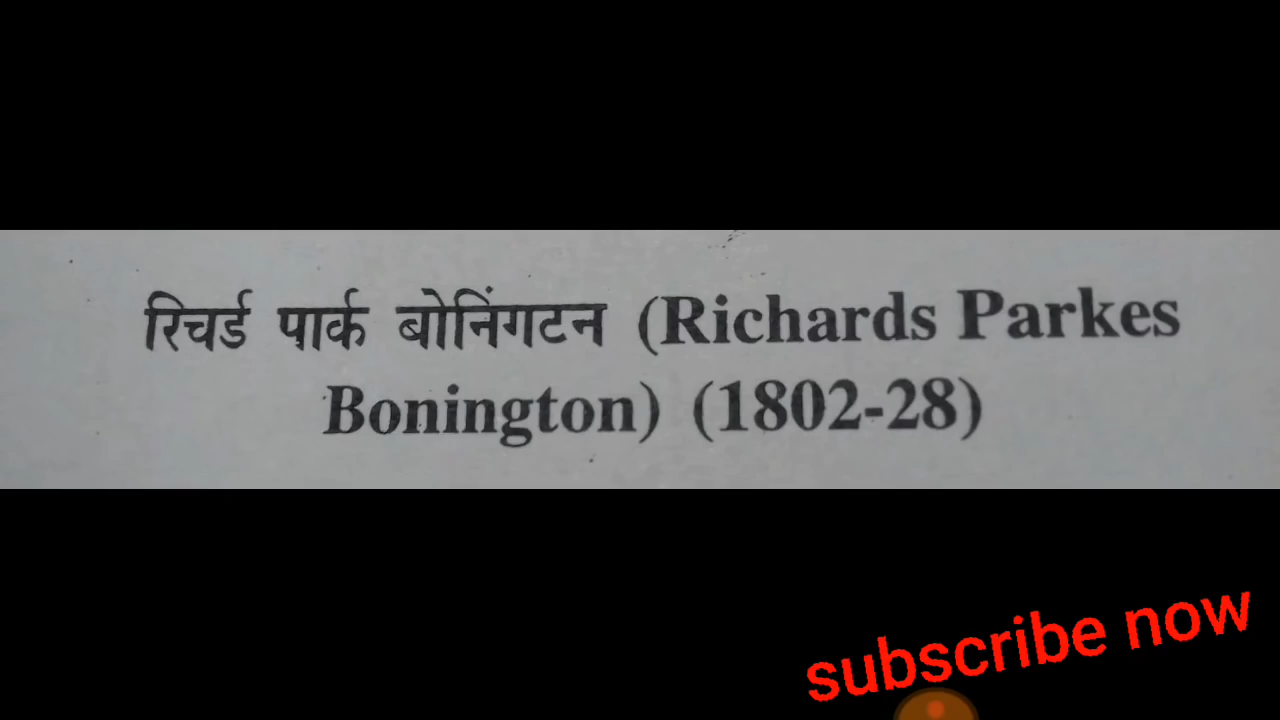 रिचर्ड पार्क बोनिंगटन (Richards Parkes
Bonington) (1802-28)
subscribe now